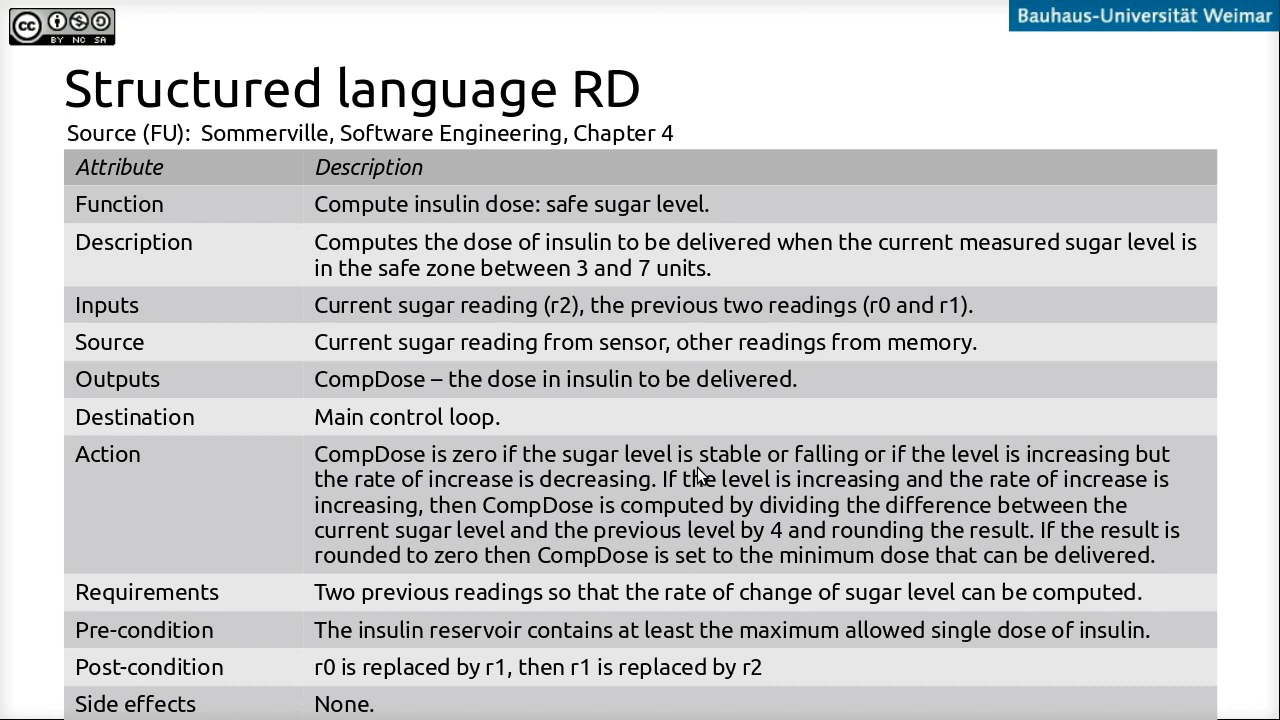 cc
BY NC SA
Bauhaus-Universität Weimar
Structured language RD
Source (FU): Sommerville, Software Engineering, Chapter 4
Attribute Description
Function Compute insulin dose: safe sugar level.
Description Computes the dose of insulin to be delivered when the current measured sugar level is
in the safe zone between 3 and 7 units.
Inputs Current sugar reading (r2), the previous two readings (r0 and r1).
Source Current sugar reading from sensor, other readings from memory.
Outputs CompDose – the dose in insulin to be delivered.
Destination Main control loop.
Action CompDose is zero if the sugar level is stable or falling or if the level is increasing but
the rate of increase is decreasing. If the level is increasing and the rate of increase is
increasing, then CompDose is computed by dividing the difference between the
current sugar level and the previous level by 4 and rounding the result. If the result is
rounded to zero then CompDose is set to the minimum dose that can be delivered.
Requirements Two previous readings so that the rate of change of sugar level can be computed.
Pre-condition The insulin reservoir contains at least the maximum allowed single dose of insulin.
Post-condition r0 is replaced by r1, then r1 is replaced by r2
Side effects None.